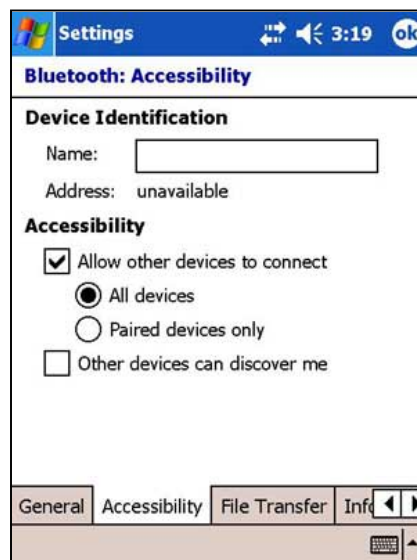 Settings 3:19 ok
Bluetooth: Accessibility
Device Identification
Name:
Address: unavailable
Accessibility
Allow other devices to connect
All devices
Paired devices only
Other devices can discover me
General Accessibility File Transfer